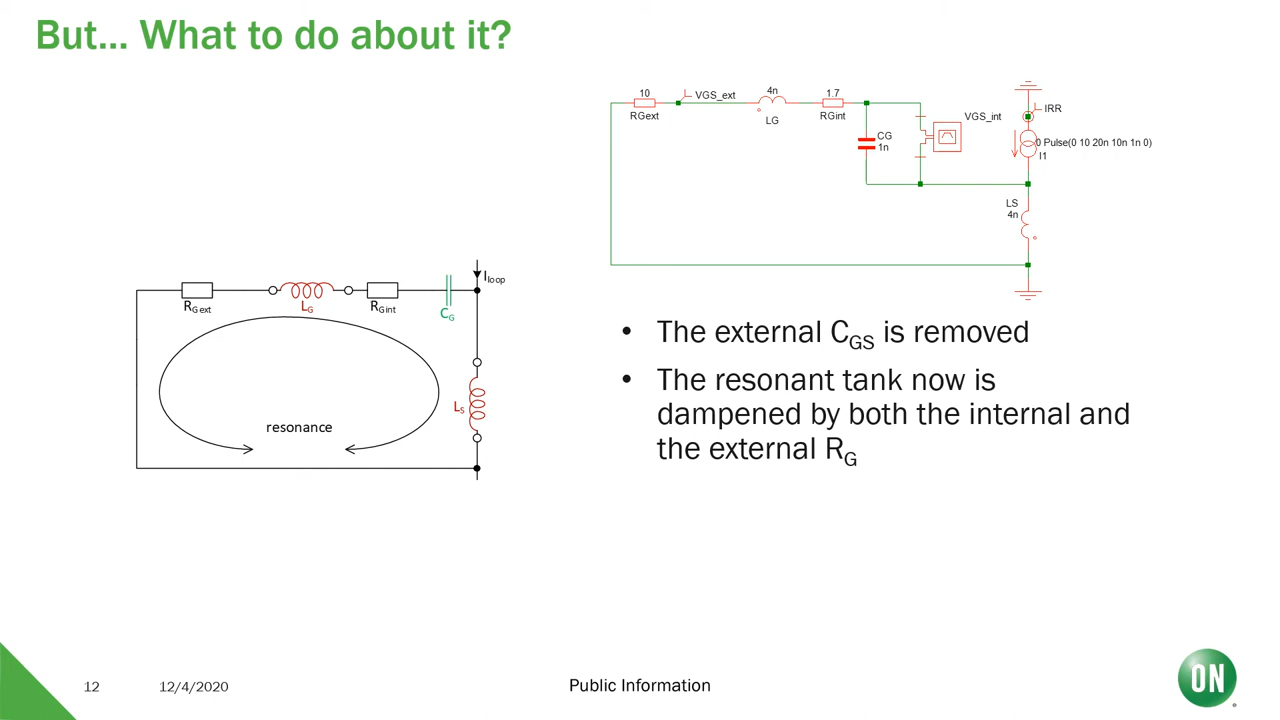 But... What to do about it?
10
VGS_ext
4n
1.7
RGext
LG
RGint
CG
1n
VGS_int
IRR
0 Pulse(0 10 20n 10n 1n 0)
I1
LS
4n
RGext
LG
RGint
CG
Iloop
LS
resonance
• The external CGS is removed
• The resonant tank now is
dampened by both the internal and
the external RG
12
12/4/2020
Public Information
ON